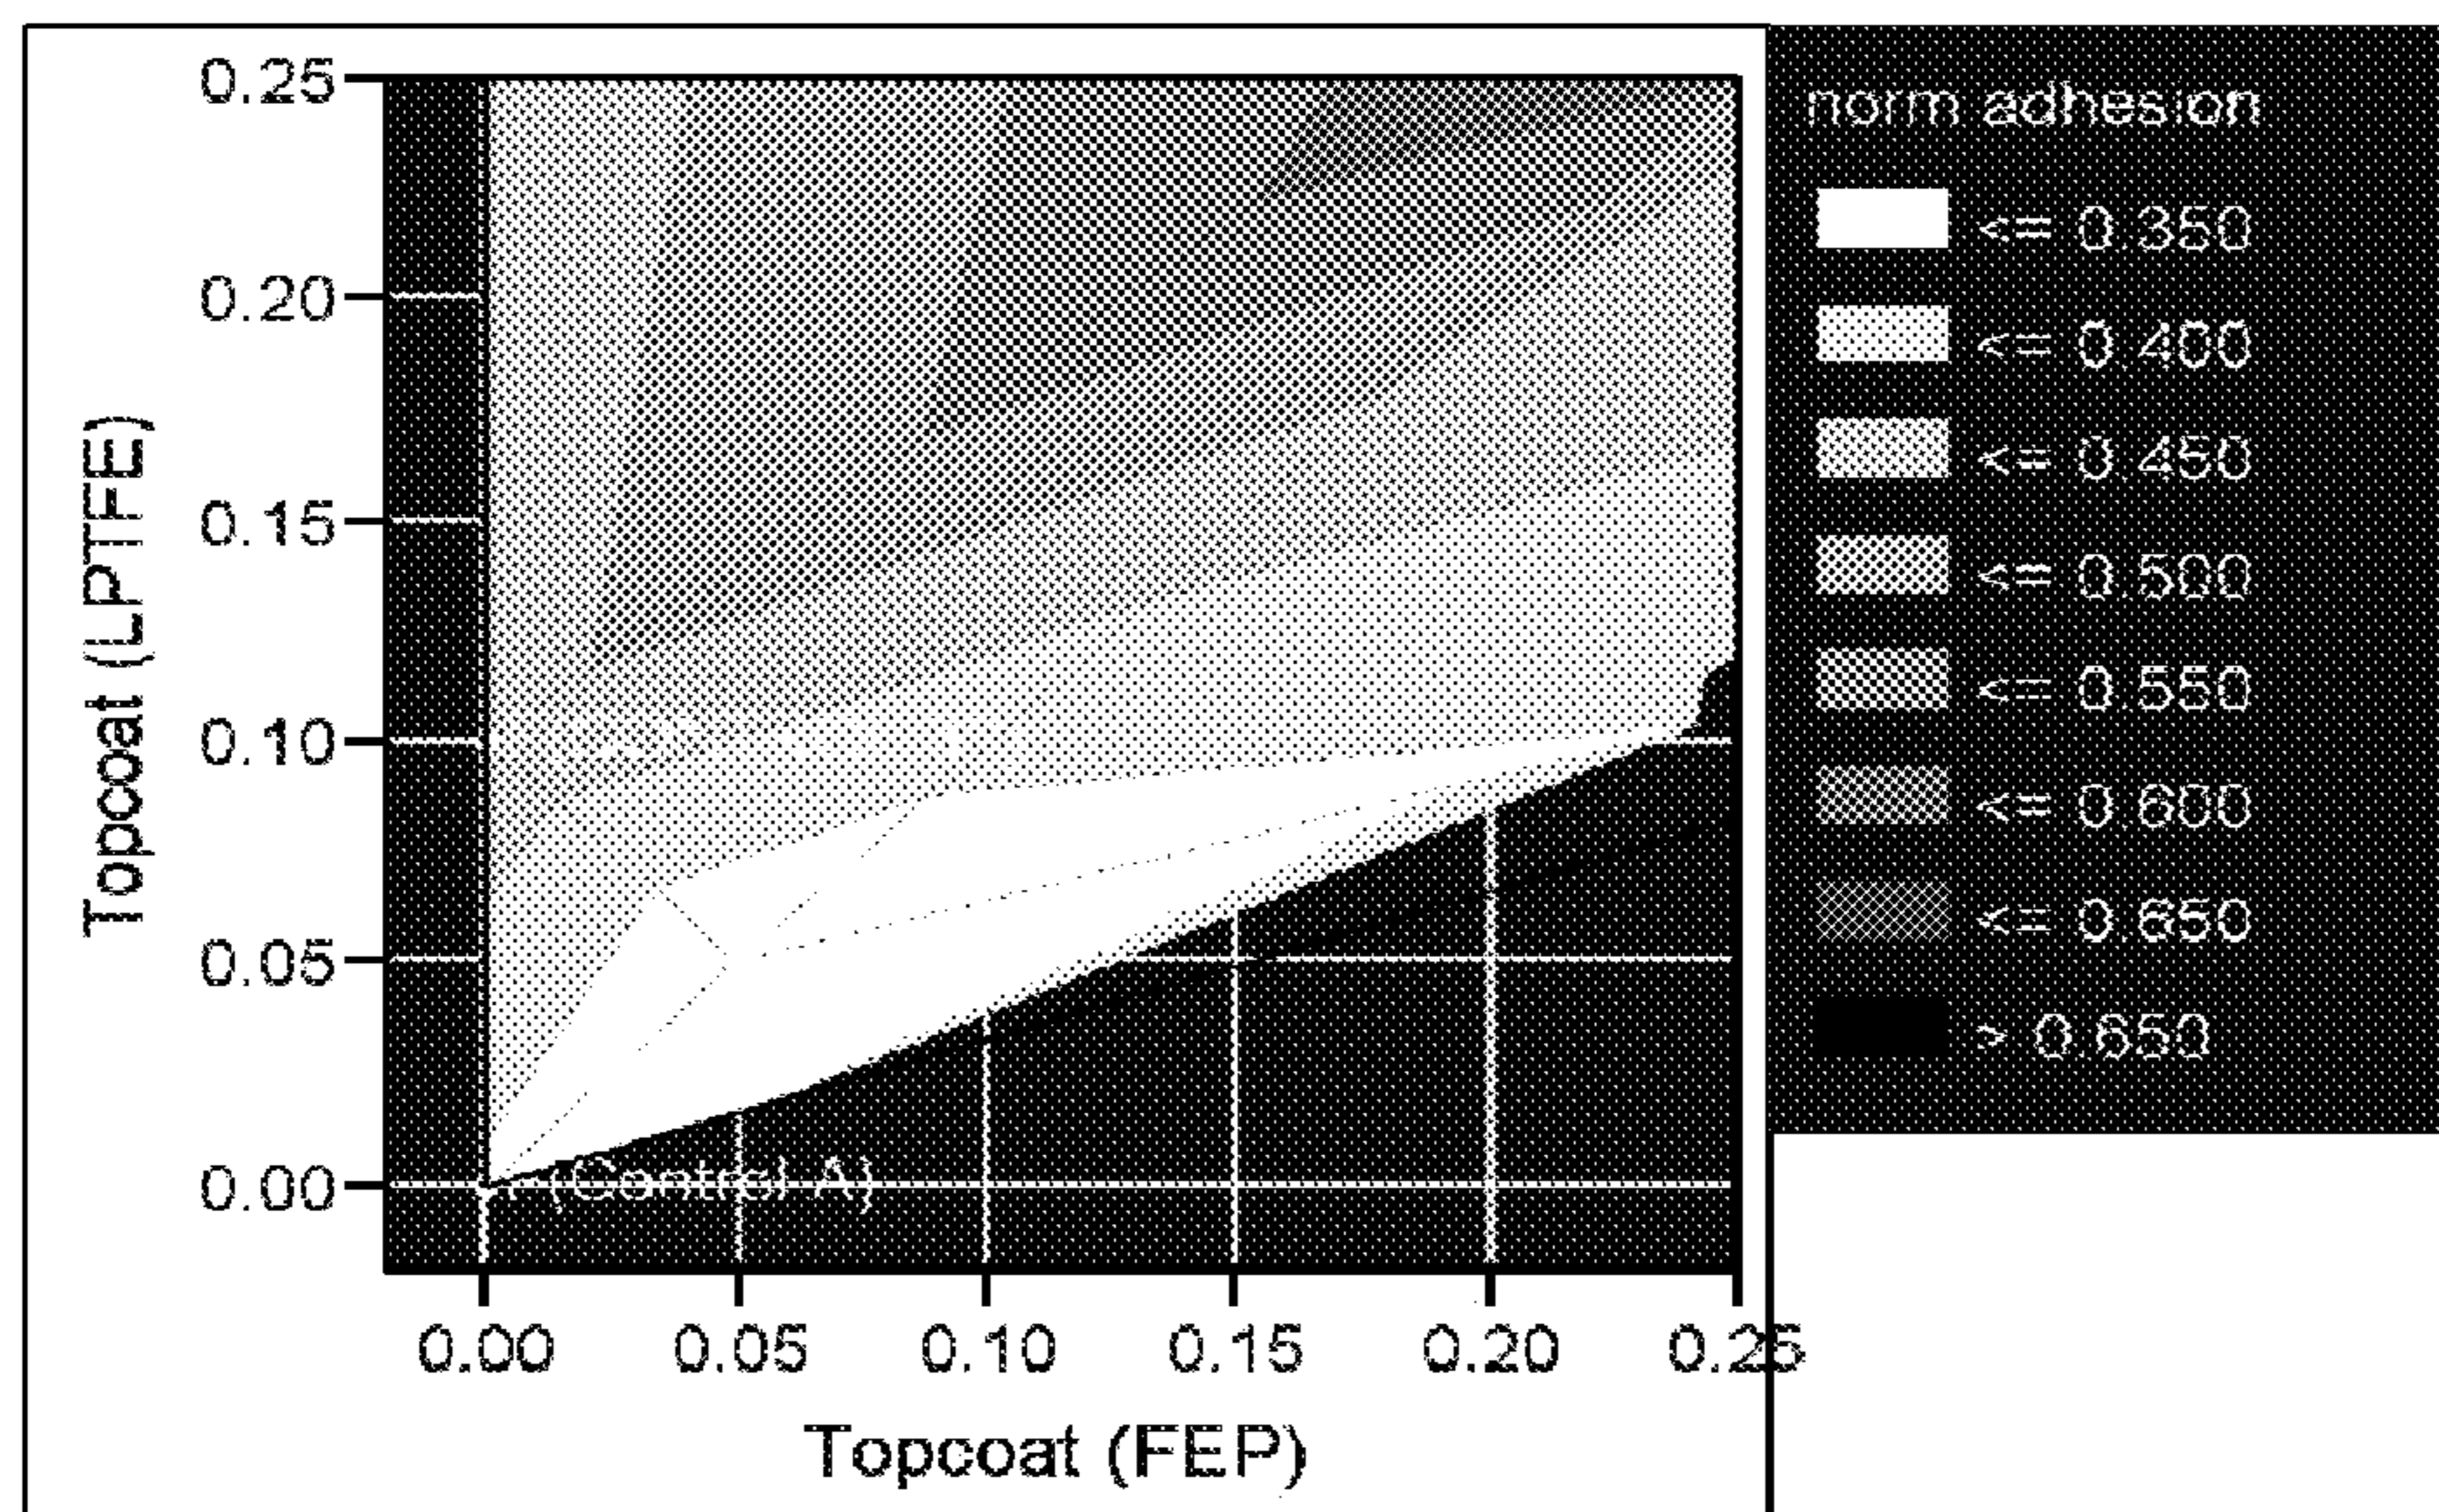 norm adhesion
<= 0.350
<= 0.400
<= 0.450
<= 0.500
<= 0.550
<= 0.600
<= 0.650
> 0.650
Topcoat (LPTFE)
0.25
0.20
0.15
0.10
0.05
0.00
(Control A)
0.00 0.05 0.10 0.15 0.20 0.25
Topcoat (FEP)